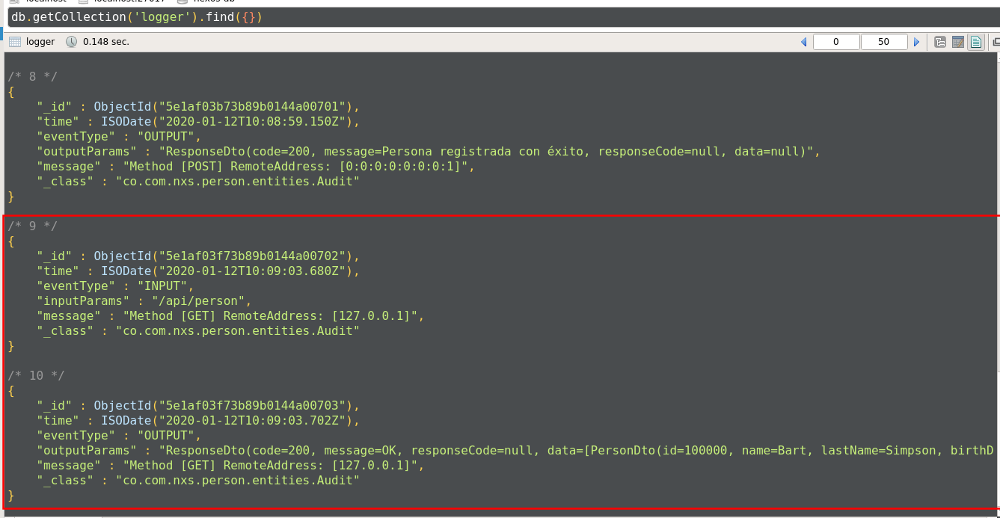 db.getCollection('logger').find({})
logger 0.148 sec. 0 50
/* 8 */
{
"_id" : ObjectId("5e1af03b73b89b0144a00701"),
"time" : ISODate("2020-01-12T10:08:59.150Z"),
"eventType" : "OUTPUT",
"outputParams" : "ResponseDto(code=200, message=Persona registrada con éxito, responseCode=null, data=null)",
"message" : "Method [POST] RemoteAddress: [0:0:0:0:0:0:0:1]",
"_class" : "co.com.nxs.person.entities.Audit"
}
/* 9 */
{
"_id" : ObjectId("5e1af03f73b89b0144a00702"),
"time" : ISODate("2020-01-12T10:09:03.680Z"),
"eventType" : "INPUT",
"inputParams" : "/api/person",
"message" : "Method [GET] RemoteAddress: [127.0.0.1]",
"_class" : "co.com.nxs.person.entities.Audit"
}
/* 10 */
{
"_id" : ObjectId("5e1af03f73b89b0144a00703"),
"time" : ISODate("2020-01-12T10:09:03.702Z"),
"eventType" : "OUTPUT",
"outputParams" : "ResponseDto(code=200, message=OK, responseCode=null, data=[PersonDto(id=100000, name=Bart, lastName=Simpson, birthD
"message" : "Method [GET] RemoteAddress: [127.0.0.1]",
"_class" : "co.com.nxs.person.entities.Audit"
}